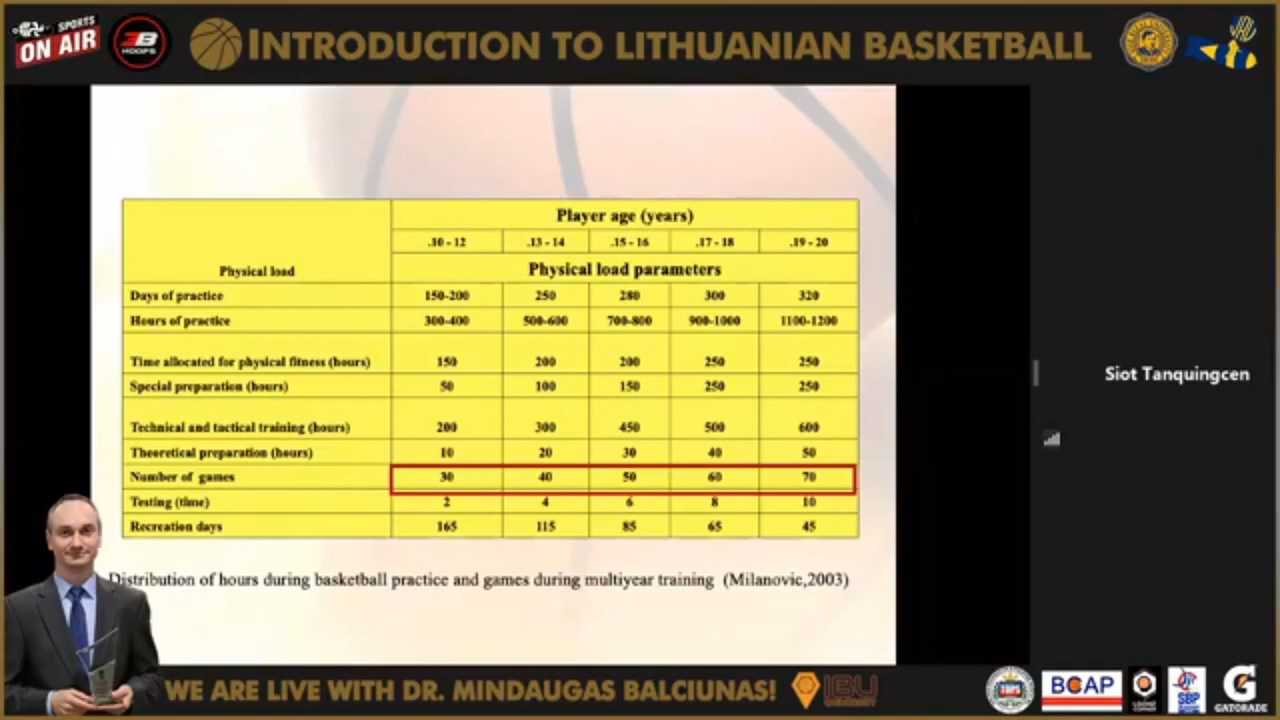 SPORTS
ON AIR
3B
HOOPS
INTRODUCTION TO LITHUANIAN BASKETBALL
Player age (years)
.10 - 12 .13 - 14 .15 - 16 .17 - 18 .19 - 20
Physical load Physical load parameters
Days of practice 150-200 250 280 300 320
Hours of practice 300-400 500-600 700-800 900-1000 1100-1200
Time allocated for physical fitness (hours) 150 200 200 250 250
Special preparation (hours) 50 100 150 250 250
Technical and tactical training (hours) 200 300 450 500 600
Theoretical preparation (hours) 10 20 30 40 50
Number of games 30 40 50 60 70
Testing (time) 2 4 6 8 10
Recreation days 165 115 85 65 45
Distribution of hours during basketball practice and games during multiyear training (Milanovic,2003)
Siot Tanquingcen
WE ARE LIVE WITH DR. MINDAUGAS BALCIUNAS!
IBU
UNIVERSITY
TOPS
BCAP
SBP
G
GATORADE